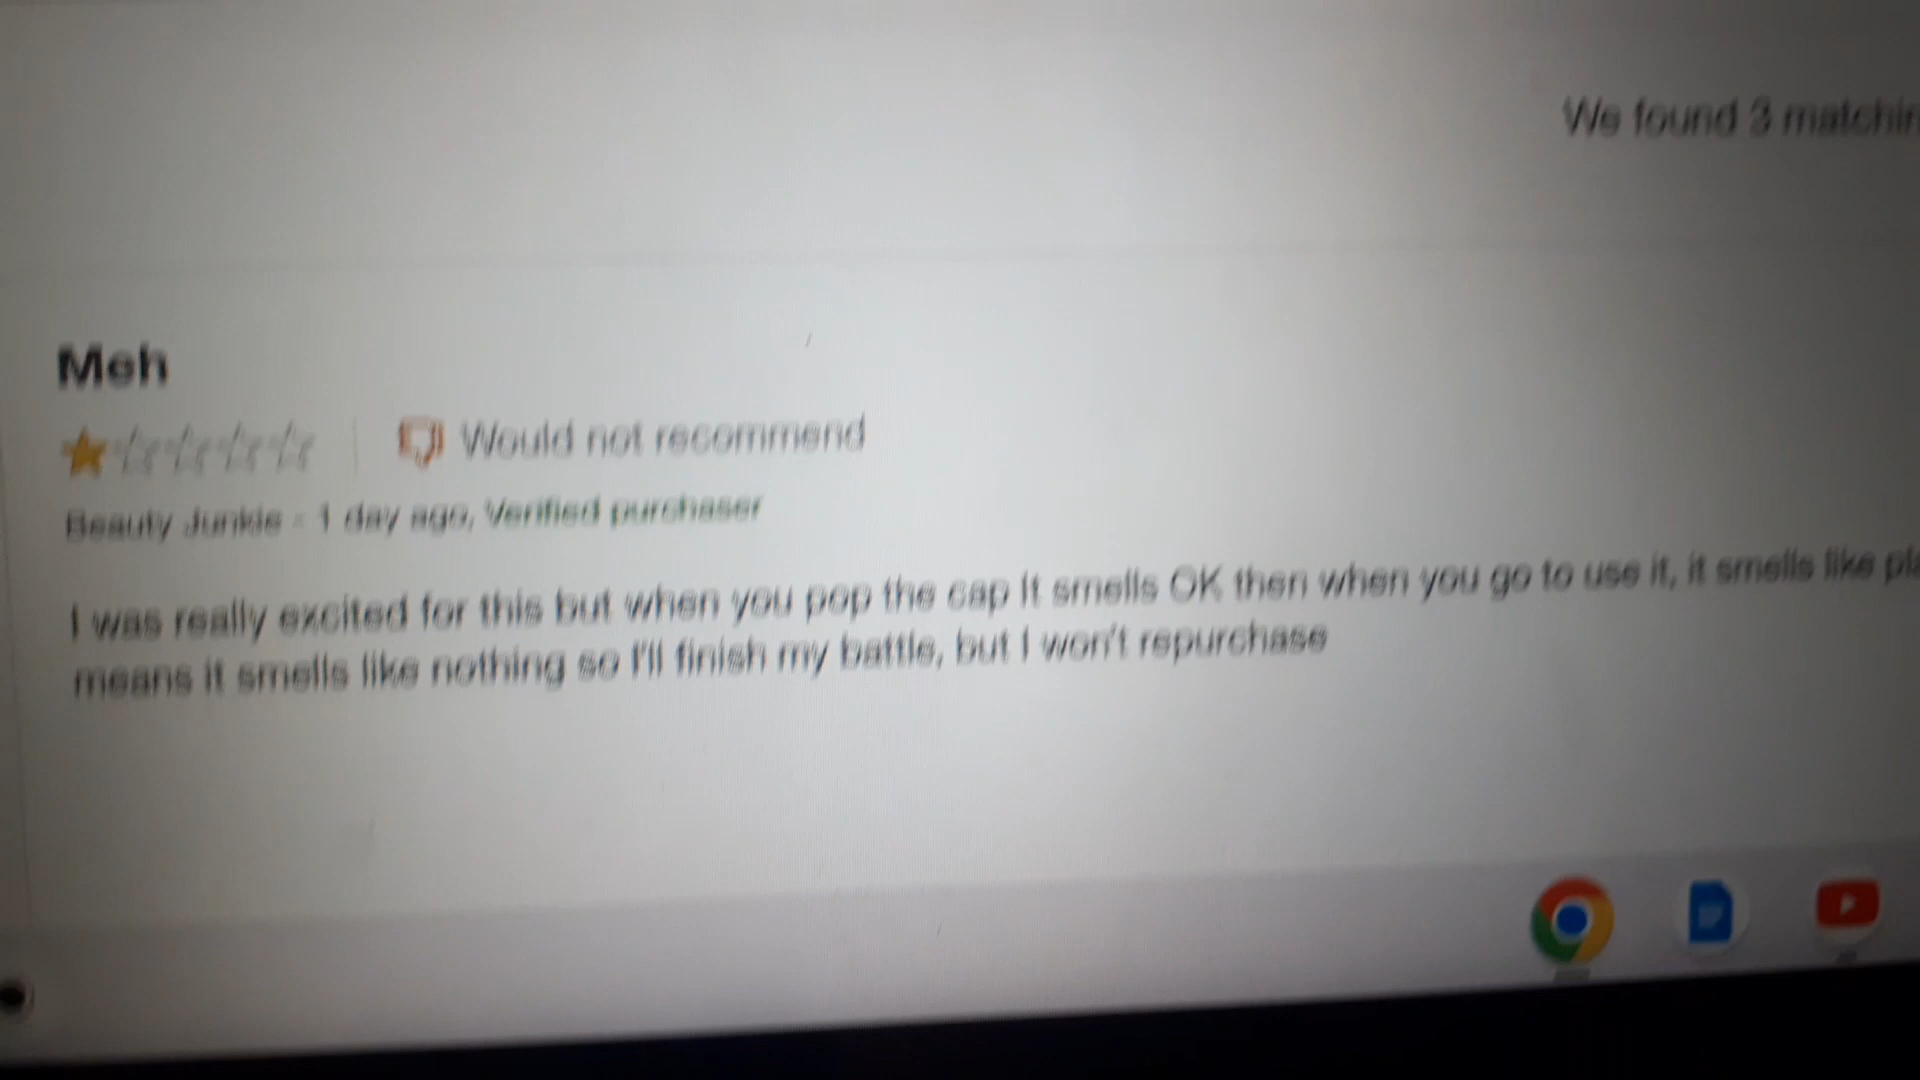 We found 3
Meh
Would not recommend
Beauty Junkie - 1 day ago, Verified purchaser
I was really excited for this but when you pop the cap it smells OK then when you go to use it, it smells like
means it smells like nothing so I'll finish my battle, but I won't repurchase